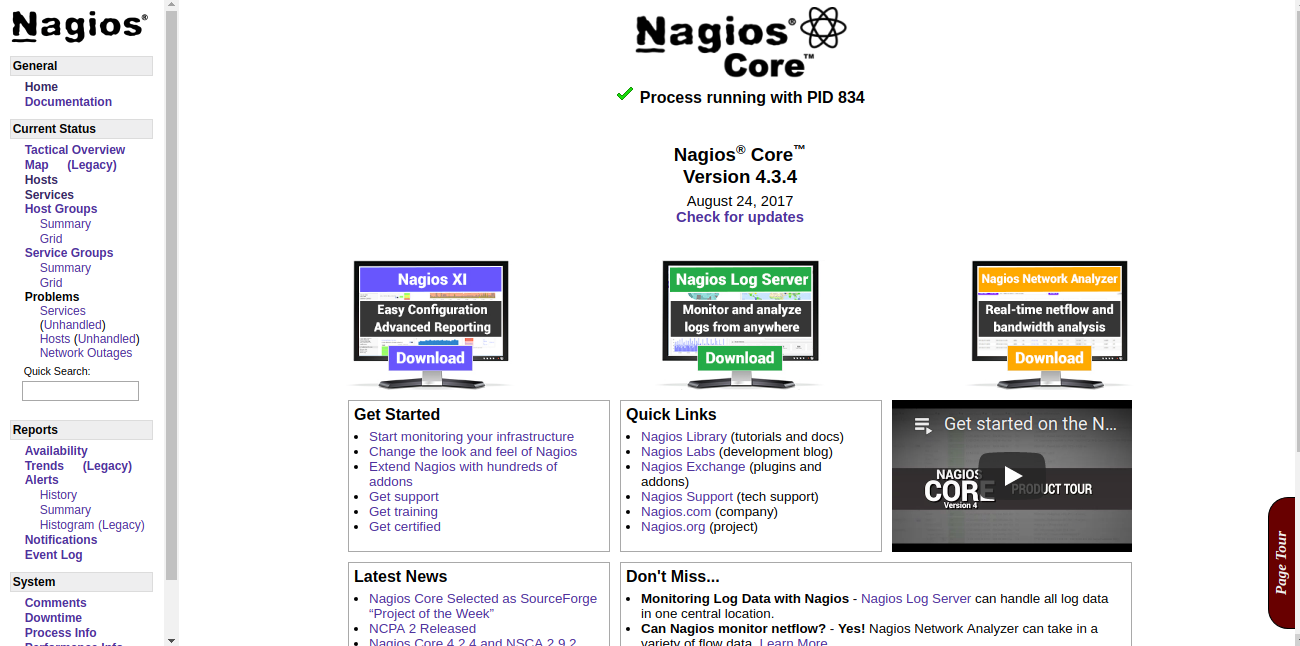 Nagios®
General
Home
Documentation
Current Status
Tactical Overview
Map (Legacy)
Hosts
Services
Host Groups
Summary
Grid
Service Groups
Summary
Grid
Problems
Services
(Unhandled)
Hosts (Unhandled)
Network Outages
Quick Search:
Reports
Availability
Trends (Legacy)
Alerts
History
Summary
Histogram (Legacy)
Notifications
Event Log
System
Comments
Downtime
Process Info
Performance Info
Nagios®
Core™
Process running with PID 834
Nagios® Core™
Version 4.3.4
August 24, 2017
Check for updates
Nagios XI
Easy Configuration
Advanced Reporting
Download
Nagios Log Server
Monitor and analyze
logs from anywhere
Download
Nagios Network Analyzer
Real-time netflow and
bandwidth analysis
Download
Get Started
Start monitoring your infrastructure
Change the look and feel of Nagios
Extend Nagios with hundreds of
addons
Get support
Get training
Get certified
Quick Links
Nagios Library (tutorials and docs)
Nagios Labs (development blog)
Nagios Exchange (plugins and
addons)
Nagios Support (tech support)
Nagios.com (company)
Nagios.org (project)
Get started on the N...
NAGIOS
CORE PRODUCT TOUR
Version 4
Latest News
Nagios Core Selected as SourceForge
“Project of the Week”
NCPA 2 Released
Nagios Core 4.2.4 and NSCA 2.9.2
Don't Miss...
Monitoring Log Data with Nagios - Nagios Log Server can handle all log data
in one central location.
Can Nagios monitor netflow? - Yes! Nagios Network Analyzer can take in a
variety of flow data. Learn More
Page Tour